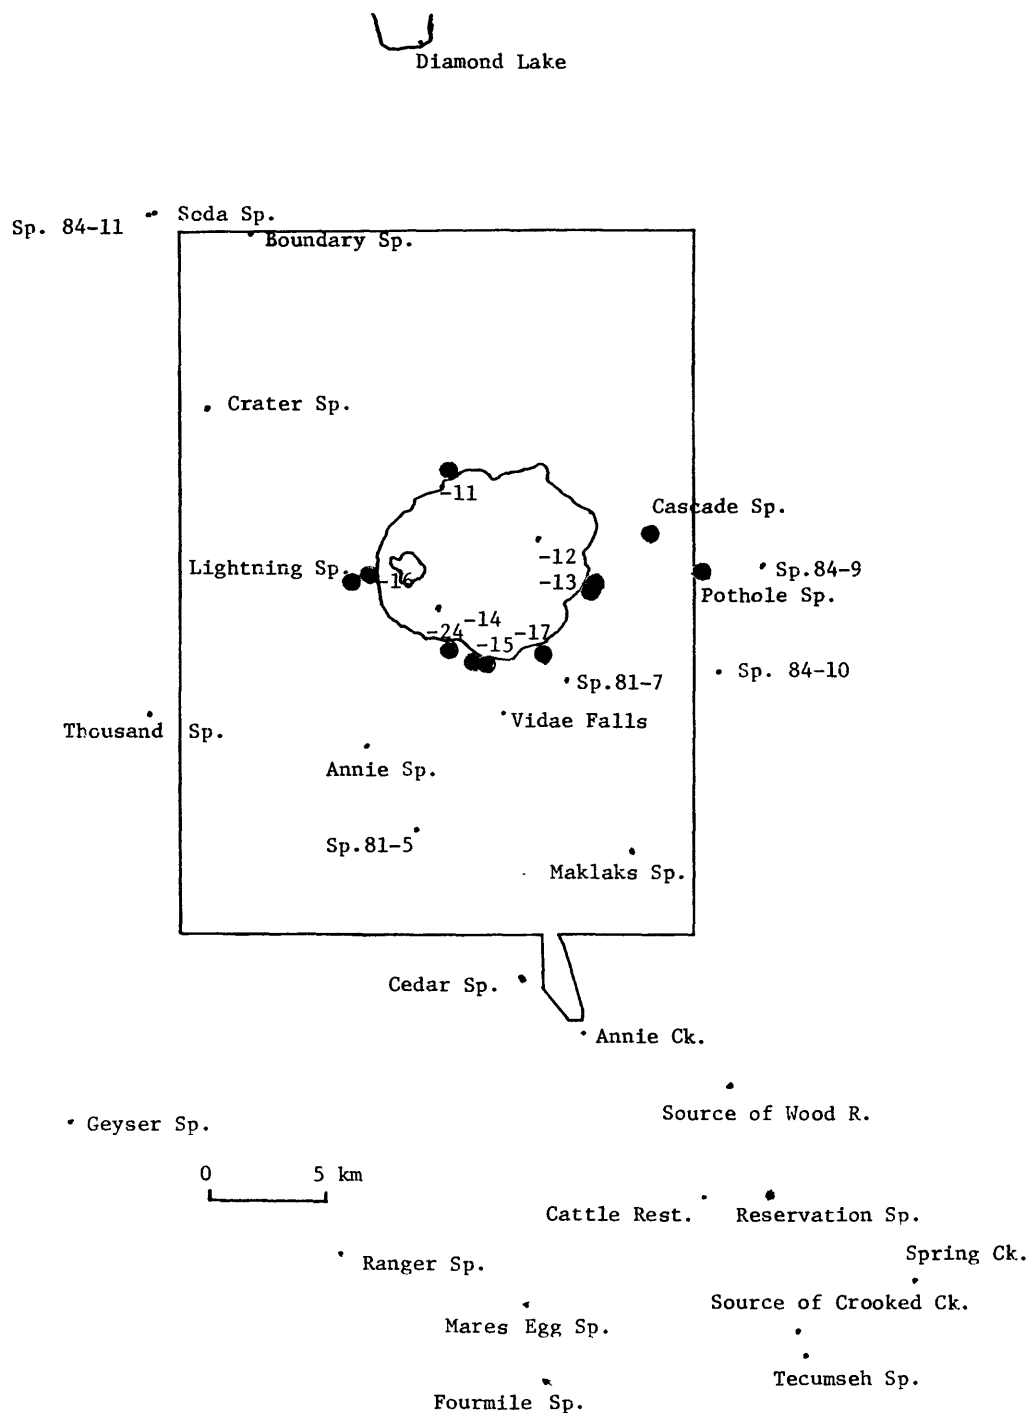 Diamond Lake
Soda Sp.
Sp. 84-11
Boundary Sp.
Crater Sp.
-11
Cascade Sp.
-12
Lightning Sp.
-16
-13
Sp.84-9
Pothole Sp.
-14
-24
-17
-15
Sp. 84-10
Sp.81-7
Vidae Falls
Thousand Sp.
Annie Sp.
Sp.81-5
Maklaks Sp.
Cedar Sp.
Annie Ck.
Source of Wood R.
Geyser Sp.
0 5 km
Cattle Rest.
Reservation Sp.
Spring Ck.
Ranger Sp.
Source of Crooked Ck.
Mares Egg Sp.
Tecumseh Sp.
Fourmile Sp.